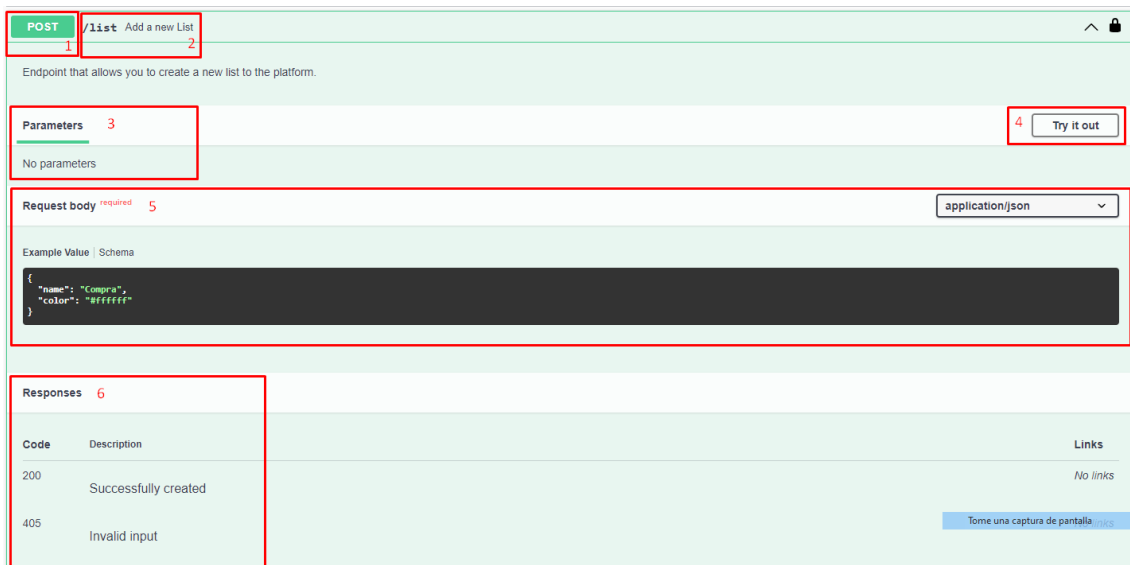 POST /list Add a new List
1 2
Endpoint that allows you to create a new list to the platform.
Parameters 3 4 Try it out
No parameters
Request body required 5 application/json
Example Value | Schema
{
"name": "Compra",
"color": "#ffffff"
}
Responses 6
Code Description Links
200 Successfully created No links
405 Invalid input Tome una captura de pantalla links